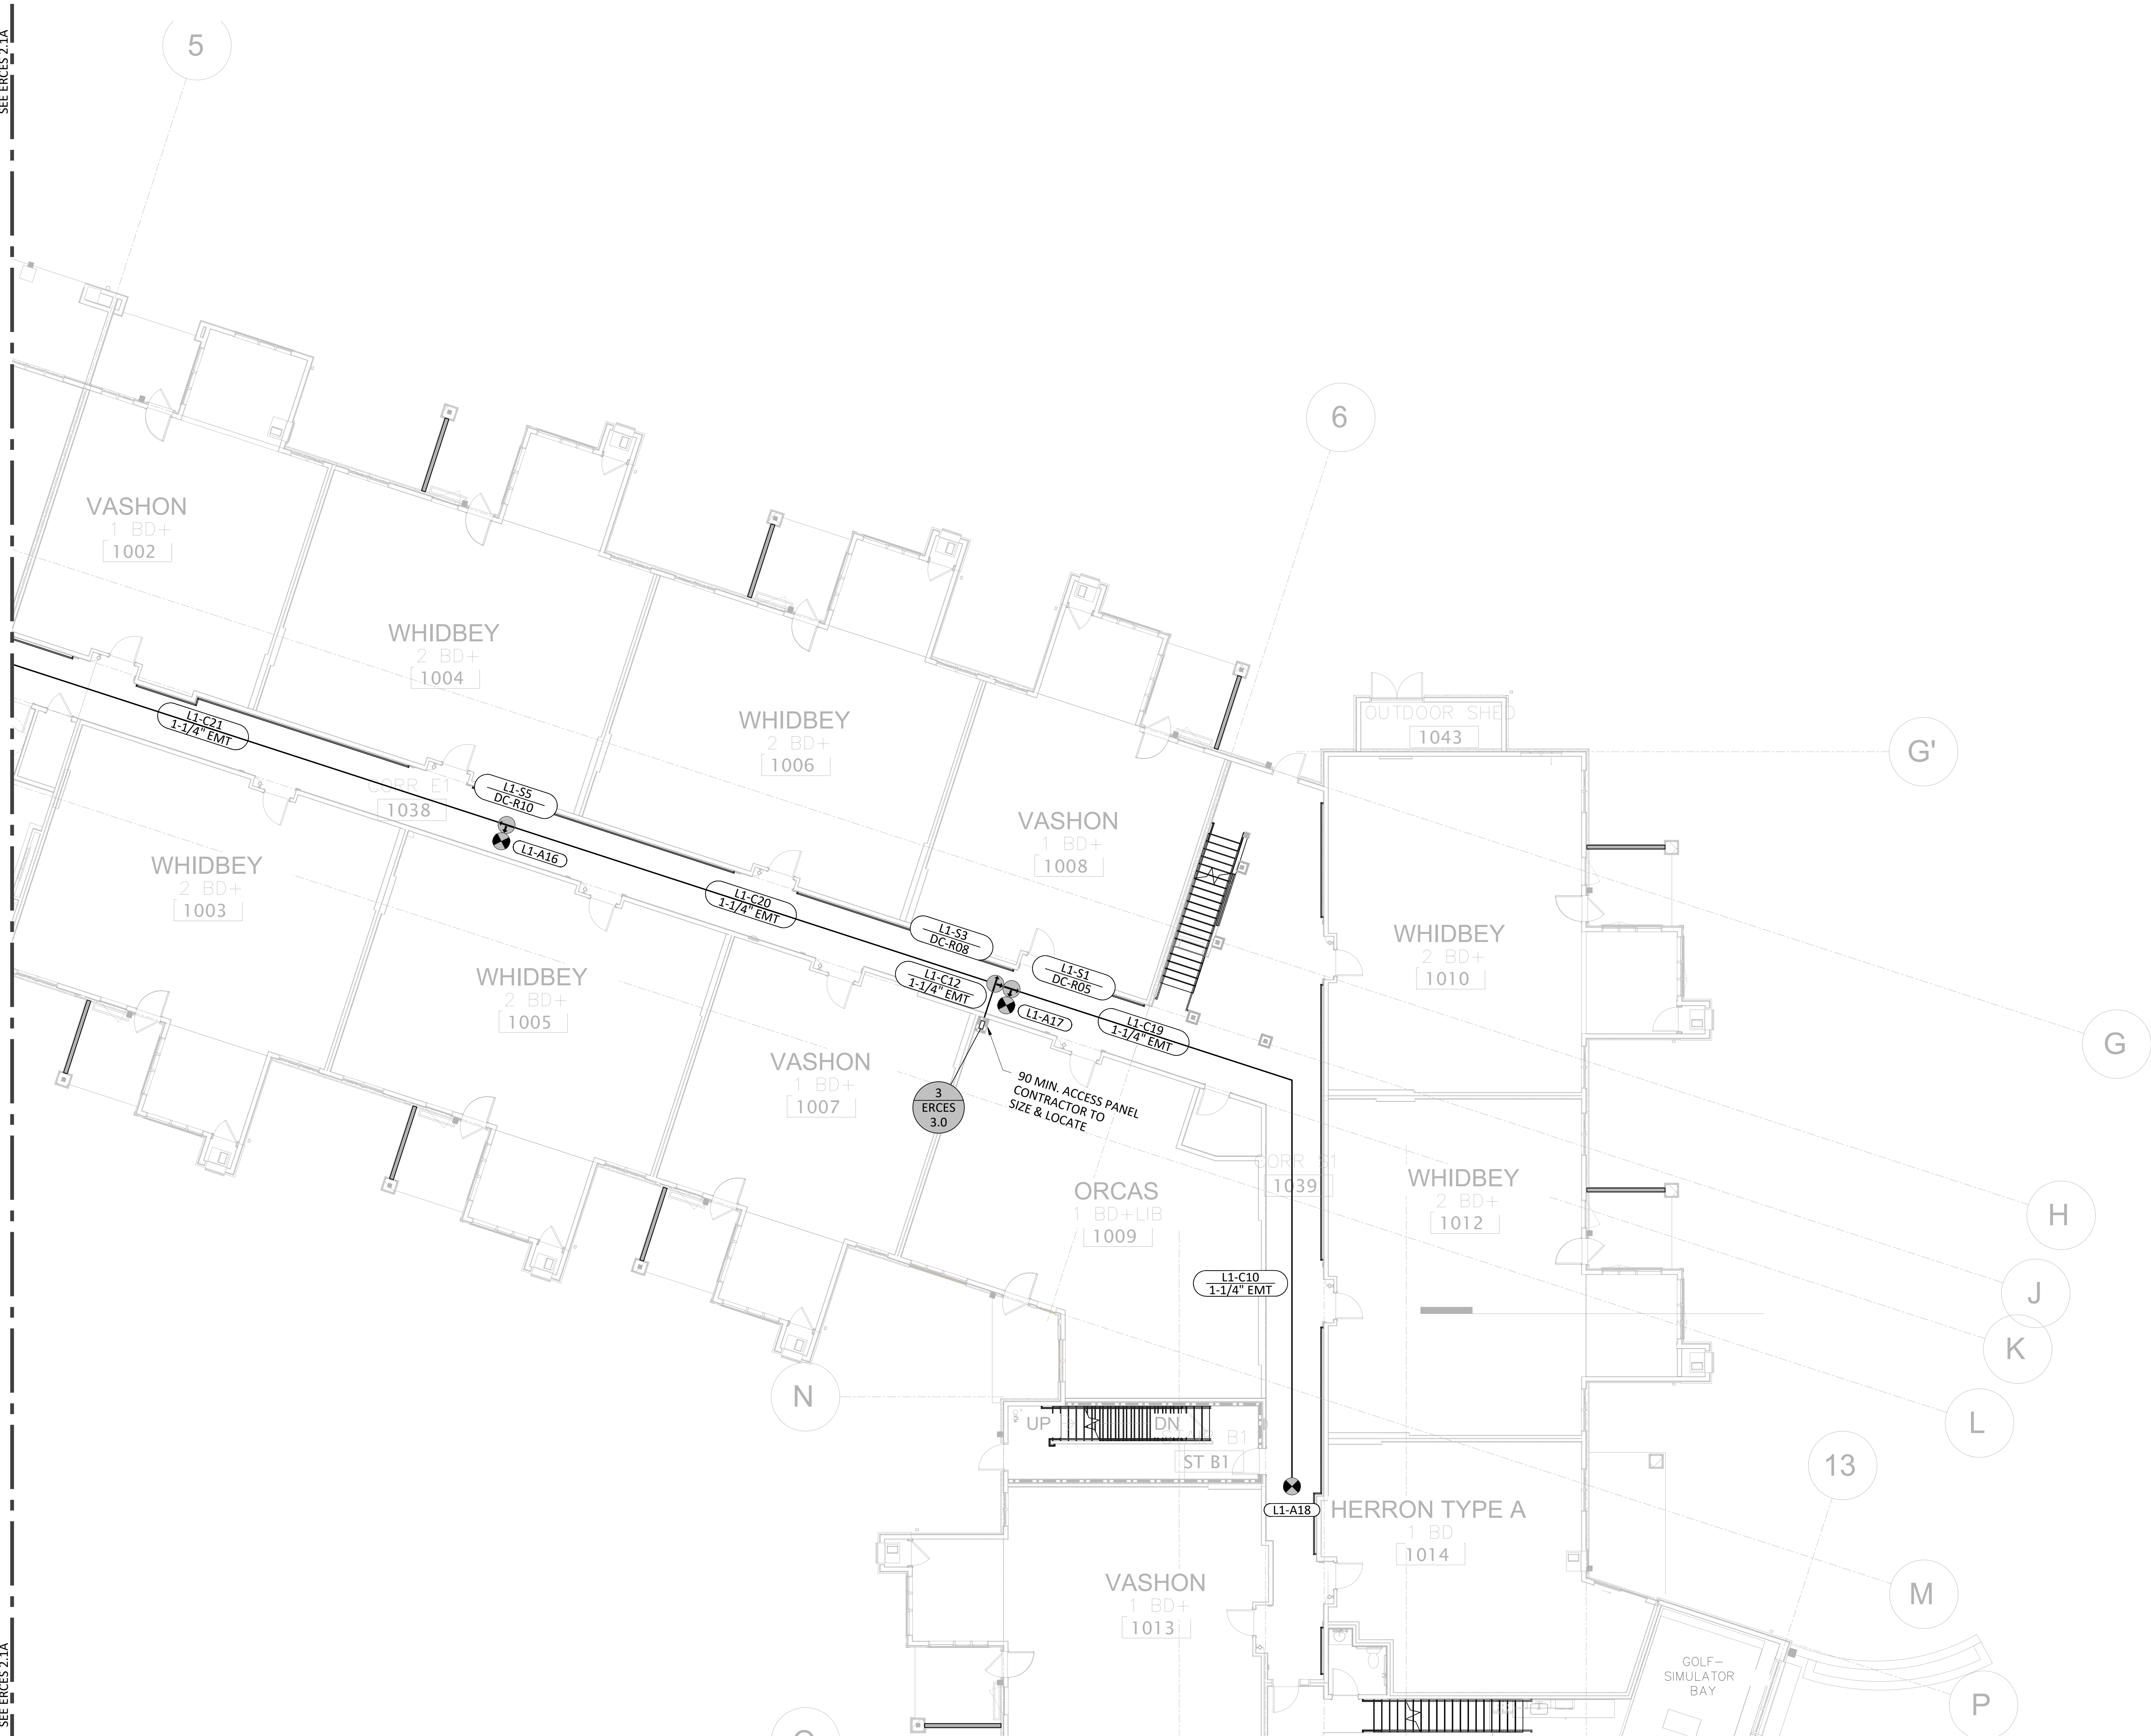 SEE ERCES 2.1A
5
6
VASHON
1 BD+
1002
WHIDBEY
2 BD+
1004
OUTDOOR SHED
1043
G'
L1-C21
1-1/4" EMT
WHIDBEY
2 BD+
1006
CORR E1
1038
L1-S5
DC-R10
L1-A16
VASHON
1 BD+
1008
WHIDBEY
2 BD+
1003
L1-C20
1-1/4" EMT
L1-S3
DC-R08
WHIDBEY
2 BD+
1010
WHIDBEY
2 BD+
1005
L1-C12
1-1/4" EMT
L1-S1
DC-R05
L1-A17
L1-C19
1-1/4" EMT
G
VASHON
1 BD+
1007
3
ERCES
3.0
90 MIN. ACCESS PANEL
CONTRACTOR TO
SIZE & LOCATE
ORCAS
1 BD+LIB
1009
CORR S1
1039
WHIDBEY
2 BD+
1012
H
L1-C10
1-1/4" EMT
J
K
N
L
UP
DN
STAIR B1
ST B1
13
L1-A18
HERRON TYPE A
1 BD
1014
VASHON
1 BD+
1013
M
GOLF-
SIMULATOR
BAY
P
SEE ERCES 2.1A